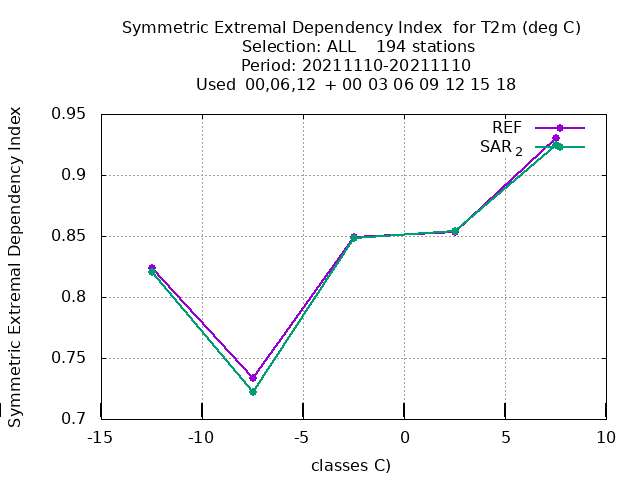 Symmetric Extremal Dependency Index  for T2m (deg C)
Selection: ALL    194 stations
Period: 20211110-20211110
Used  00,06,12  + 00 03 06 09 12 15 18
REF
SAR 2
Symmetric Extremal Dependency Index
0.95
0.9
0.85
0.8
0.75
0.7
-15 -10 -5 0 5 10
classes C)